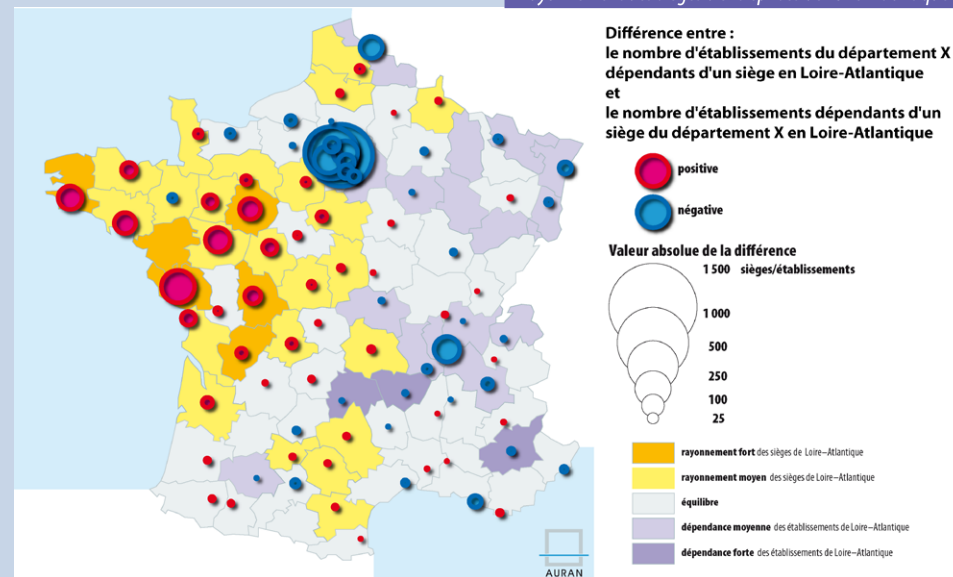 Différence entre :
le nombre d'établissements du département X
dépendants d'un siège en Loire-Atlantique
et
le nombre d'établissements dépendants d'un
siège du département X en Loire-Atlantique
positive
négative
Valeur absolue de la différence
1 500 sièges/établissements
1 000
500
250
100
25
rayonnement fort des sièges de Loire–Atlantique
rayonnement moyen des sièges de Loire–Atlantique
équilibre
dépendance moyenne des établissements de Loire–Atlantique
dépendance forte des établissements de Loire–Atlantique
AURAN